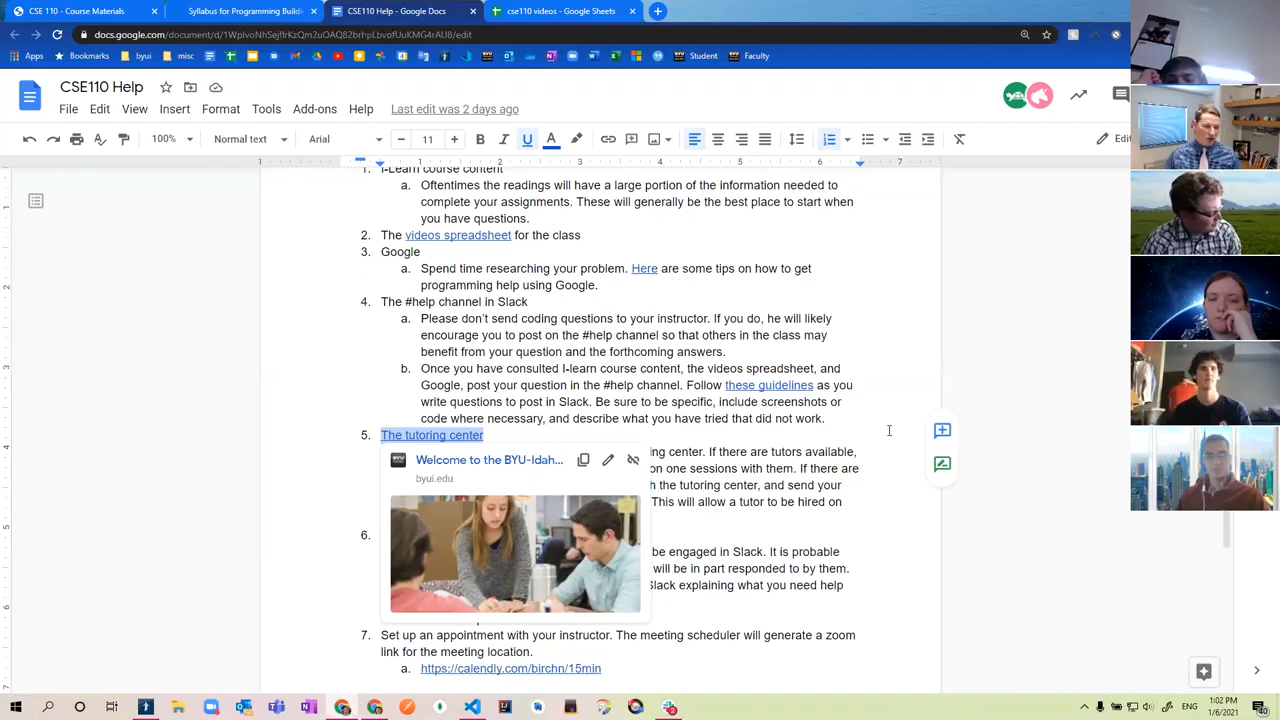 CSE 110 - Course Materials
Syllabus for Programming Buildi
CSE110 Help - Google Docs
cse110 videos - Google Sheets
docs.google.com/document/d/1WplvoNhSejflrKzQm2uOAQ82brhpLbvofUuKMG4rAU8/edit
Apps
Bookmarks
byui
misc
Student
Faculty
CSE110 Help
File Edit View Insert Format Tools Addons Help Last edit was 2 days ago
100% Normal text Arial 11 B I U A Edit
1 1 2 3 4 5 6 7
1. I-Learn course content
a. Oftentimes the readings will have a large portion of the information needed to
complete your assignments. These will generally be the best place to start when
you have questions.
2. The videos spreadsheet for the class
3. Google
a. Spend time researching your problem. Here are some tips on how to get
programming help using Google.
4. The #help channel in Slack
a. Please don't send coding questions to your instructor. If you do, he will likely
encourage you to post on the #help channel so that others in the class may
benefit from your question and the forthcoming answers.
b. Once you have consulted I-learn course content, the videos spreadsheet, and
Google, post your question in the #help channel. Follow these guidelines as you
write questions to post in Slack. Be sure to be specific, include screenshots or
code where necessary, and describe what you have tried that did not work.
5. The tutoring center
ing center. If there are tutors available,
Welcome to the BYU-Idah...
on one sessions with them. If there are
byui.edu
h the tutoring center, and send your
This will allow a tutor to be hired on
6.
be engaged in Slack. It is probable
will be in part responded to by them.
Slack explaining what you need help
7. Set up an appointment with your instructor. The meeting scheduler will generate a zoom
link for the meeting location.
a. https://calendly.com/birchn/15min
ENG
1:02 PM
1/6/2021
40